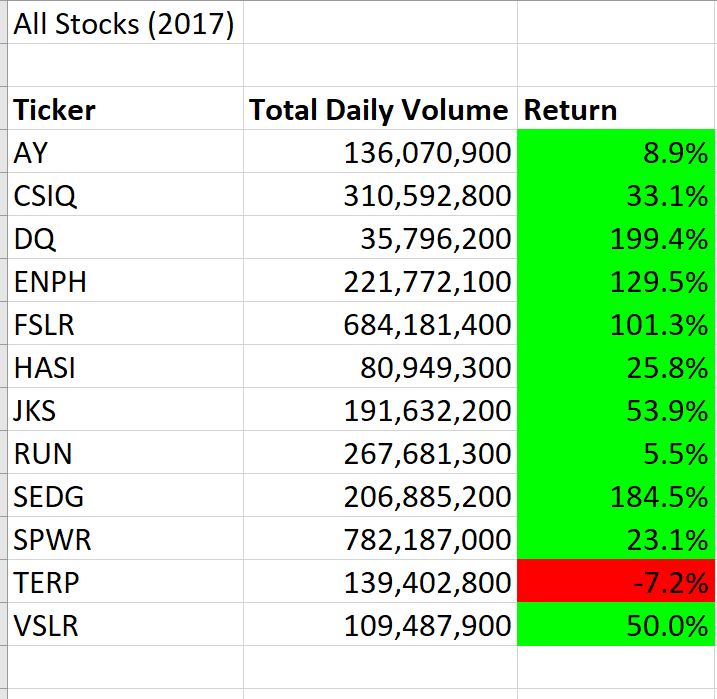 All Stocks (2017)
Ticker Total Daily Volume Return
AY 136,070,900 8.9%
CSIQ 310,592,800 33.1%
DQ 35,796,200 199.4%
ENPH 221,772,100 129.5%
FSLR 684,181,400 101.3%
HASI 80,949,300 25.8%
JKS 191,632,200 53.9%
RUN 267,681,300 5.5%
SEDG 206,885,200 184.5%
SPWR 782,187,000 23.1%
TERP 139,402,800 -7.2%
VSLR 109,487,900 50.0%